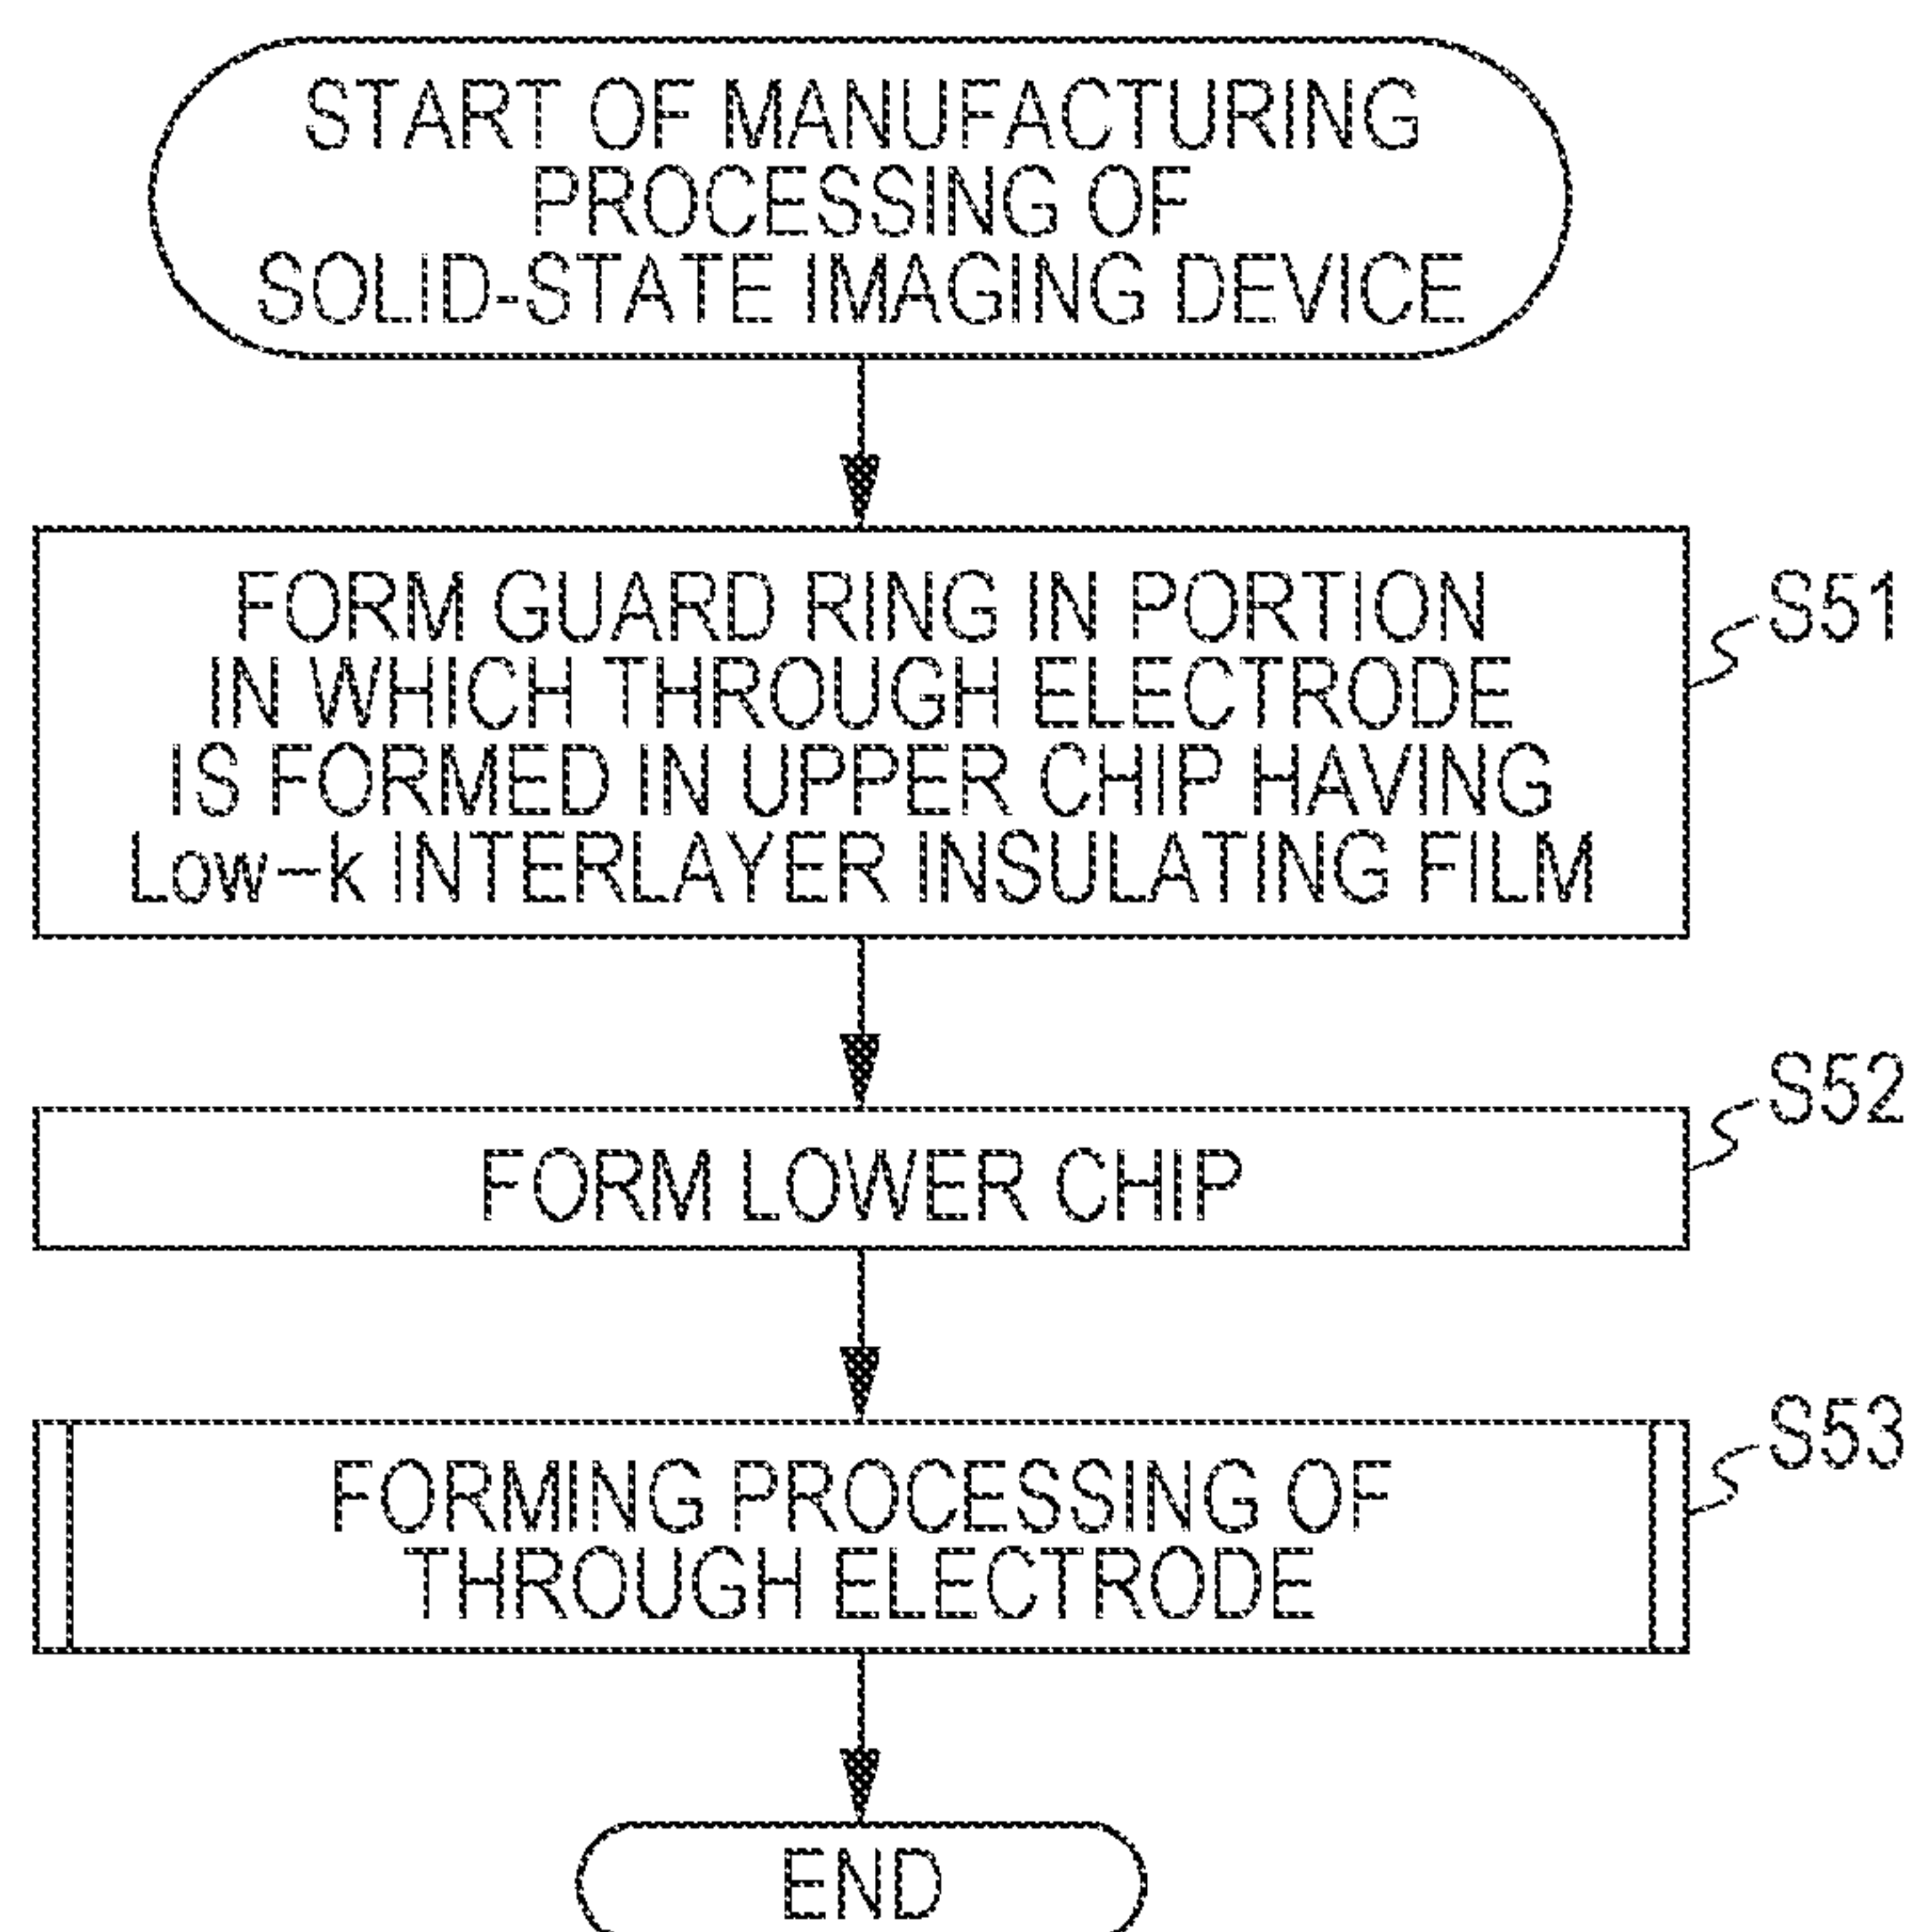 START OF MANUFACTURING
PROCESSING OF
SOLID-STATE IMAGING DEVICE
FORM GUARD RING IN PORTION
IN WHICH THROUGH ELECTRODE
IS FORMED IN UPPER CHIP HAVING
Low-k INTERLAYER INSULATING FILM
S51
FORM LOWER CHIP
S52
FORMING PROCESSING OF
THROUGH ELECTRODE
S53
END